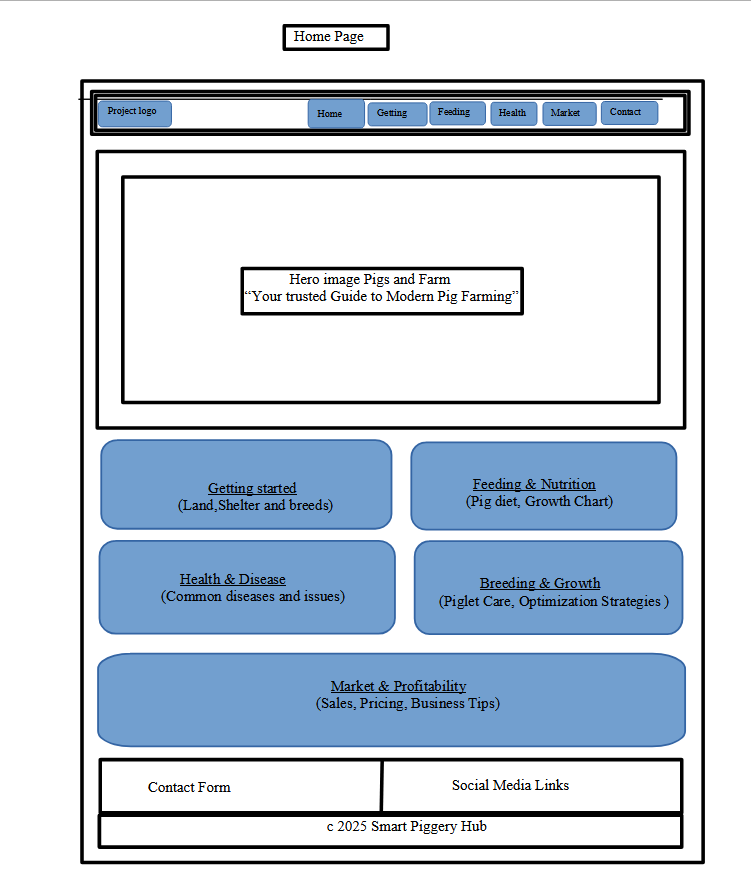 Home Page
Project logo
Home
Getting
Feeding
Health
Market
Contact
Hero image Pigs and Farm
“Your trusted Guide to Modern Pig Farming”
Getting started
(Land,Shelter and breeds)
Feeding & Nutrition
(Pig diet, Growth Chart)
Health & Disease
(Common diseases and issues)
Breeding & Growth
(Piglet Care, Optimization Strategies )
Market & Profitability
(Sales, Pricing, Business Tips)
Contact Form
Social Media Links
c 2025 Smart Piggery Hub